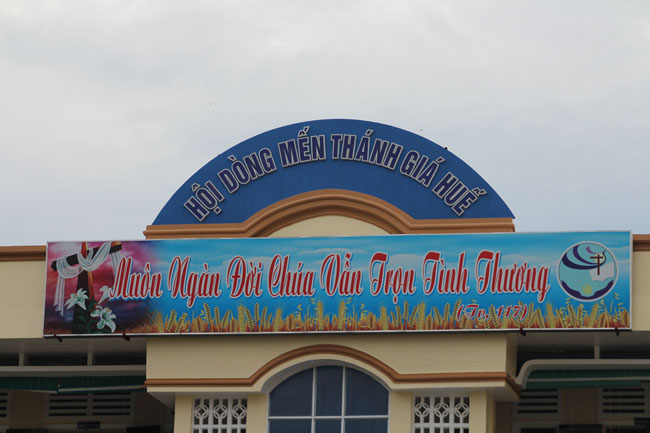 HỘI DÒNG MẾN THÁNH GIÁ HUẾ
Muôn Ngàn Đời Chúa Vẫn Trọn Tình Thương
(Tv. 117)